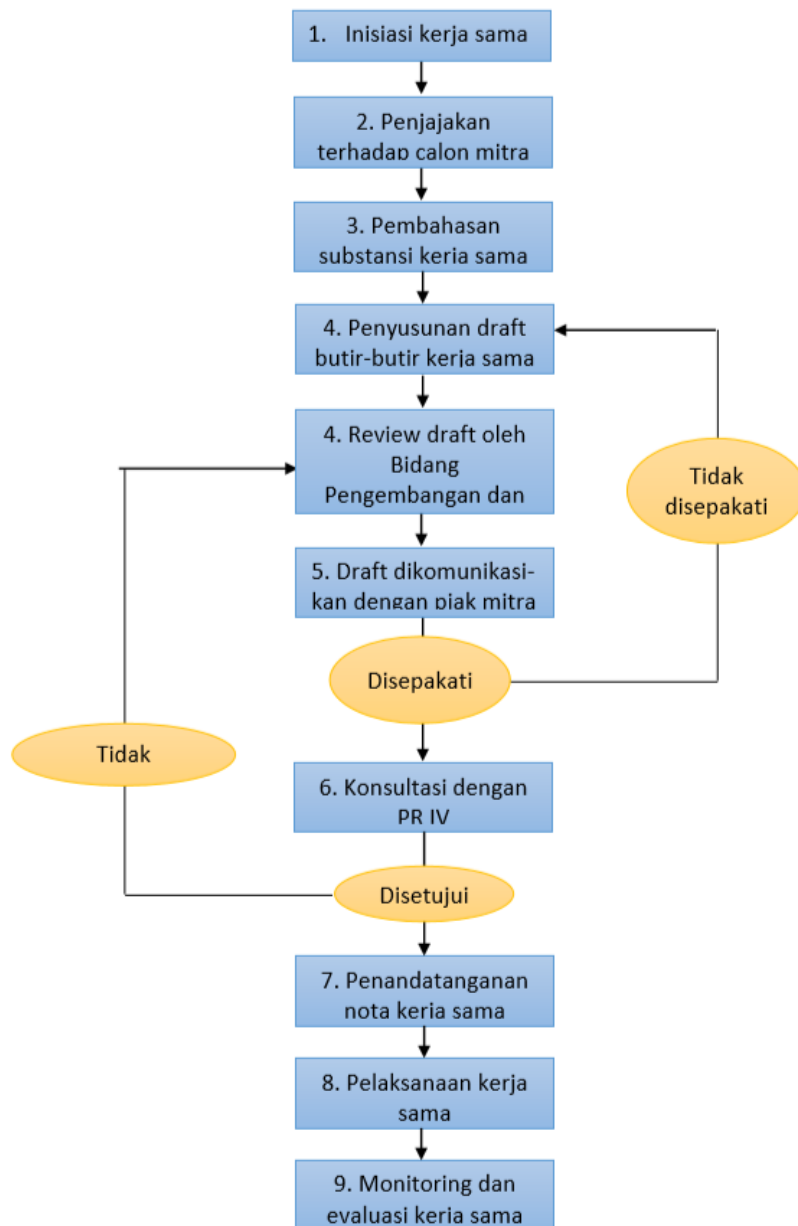 1. Inisiasi kerja sama
2. Penjajakan
terhadap calon mitra
3. Pembahasan
substansi kerja sama
4. Penyusunan draft
butir-butir kerja sama
4. Review draft oleh
Bidang
Pengembangan dan
Tidak
disepakati
5. Draft dikomunikasi-
kan dengan piak mitra
Disepakati
Tidak
6. Konsultasi dengan
PR IV
Disetujui
7. Penandatanganan
nota kerja sama
8. Pelaksanaan kerja
sama
9. Monitoring dan
evaluasi kerja sama